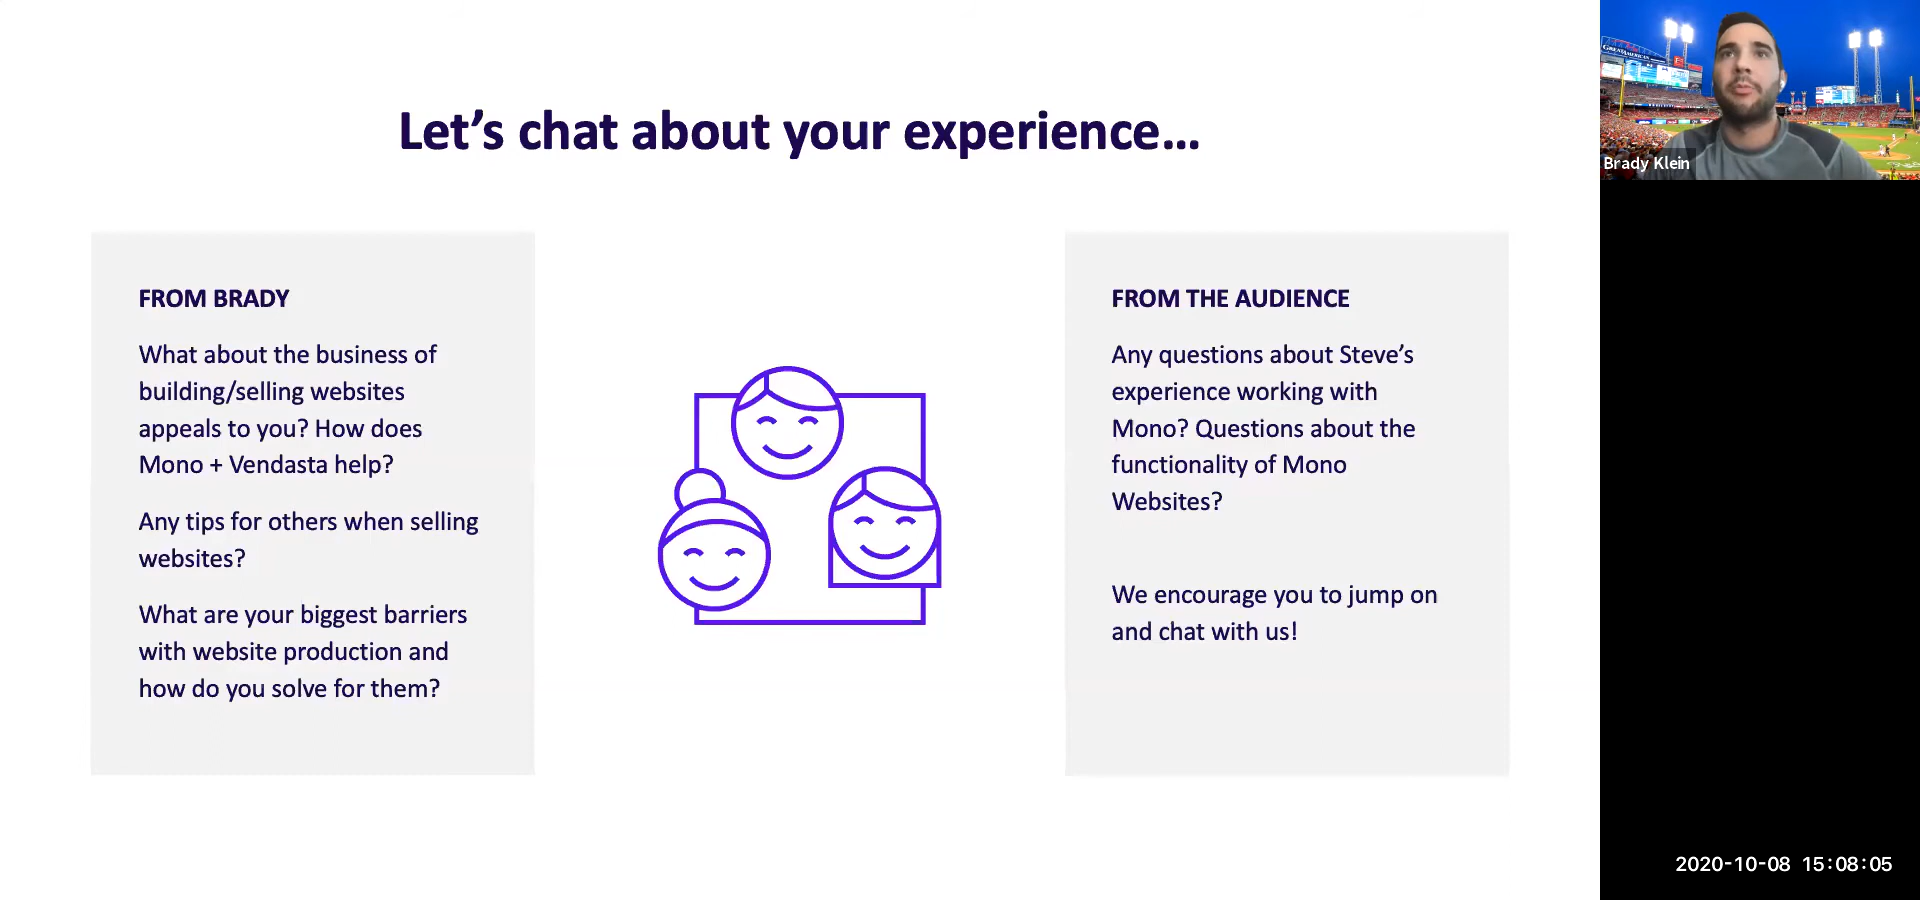 Let’s chat about your experience...
FROM BRADY
What about the business of
building/selling websites
appeals to you? How does
Mono + Vendasta help?
Any tips for others when selling
websites?
What are your biggest barriers
with website production and
how do you solve for them?
FROM THE AUDIENCE
Any questions about Steve’s
experience working with
Mono? Questions about the
functionality of Mono
Websites?
We encourage you to jump on
and chat with us!
GREAT AMERICAN
Brady Klein
2020-10-08 15:08:05